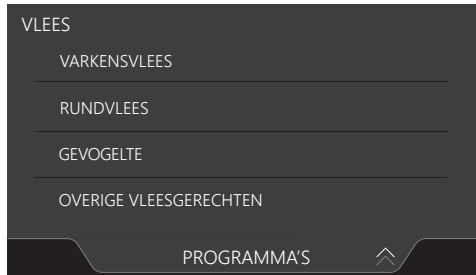 VLEES
VARKENSVLEES
RUNDVLEES
GEVOGELTE
OVERIGE VLEESGERECHTEN
PROGRAMMA'S